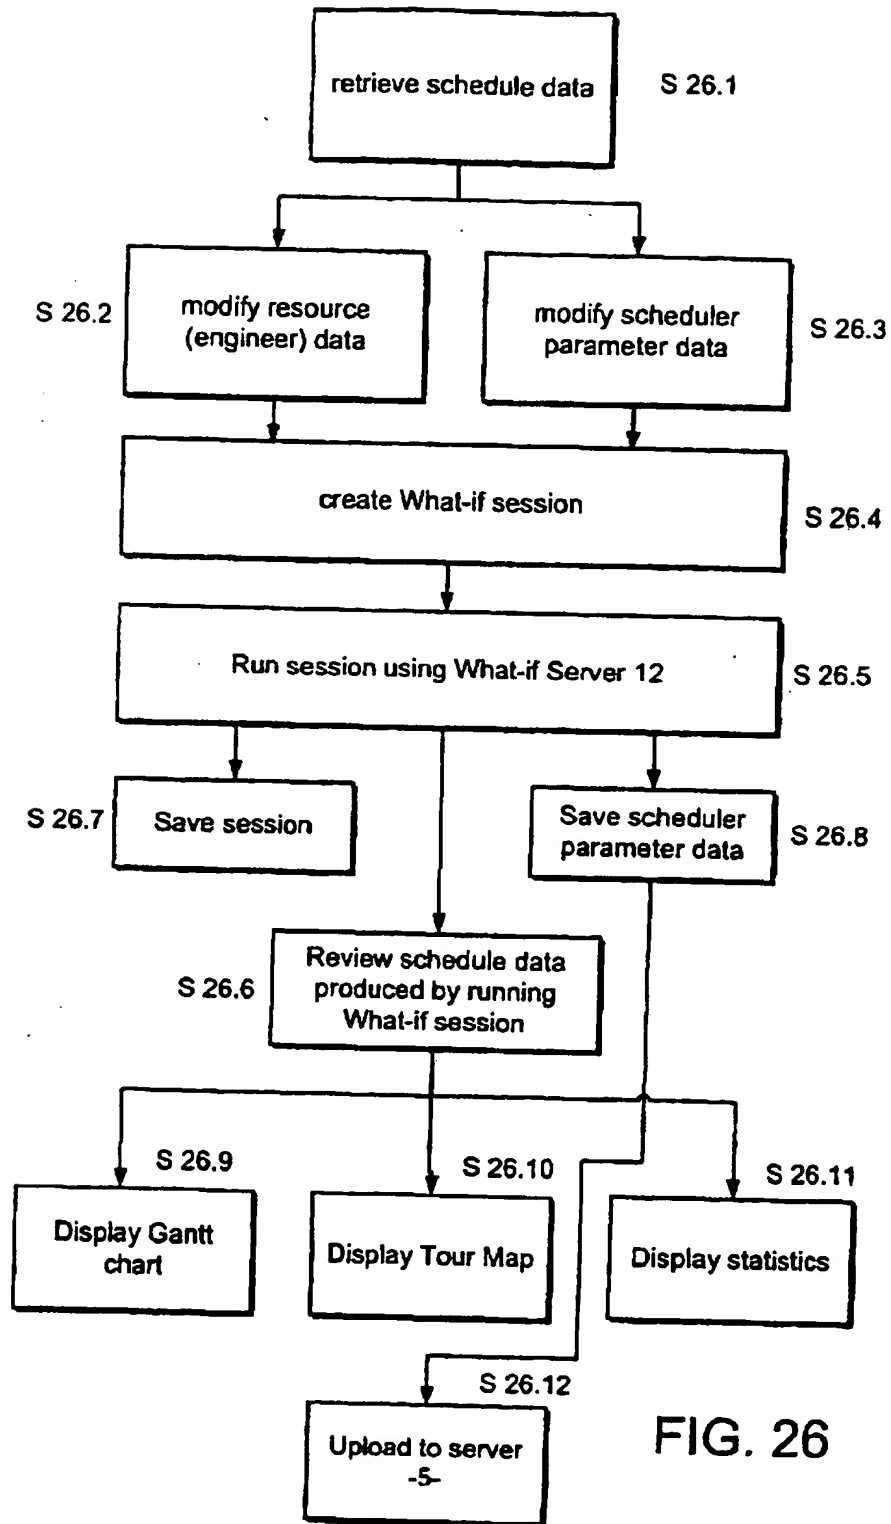 retrieve schedule data
S 26.1
S 26.2
modify resource
(engineer) data
modify scheduler
parameter data
S 26.3
create What-if session
S 26.4
Run session using What-if Server 12
S 26.5
S 26.7
Save session
Save scheduler
parameter data
S 26.8
S 26.6
Review schedule data
produced by running
What-if session
S 26.9
S 26.10
S 26.11
Display Gantt
chart
Display Tour Map
Display statistics
S 26.12
Upload to server
-5-
FIG. 26